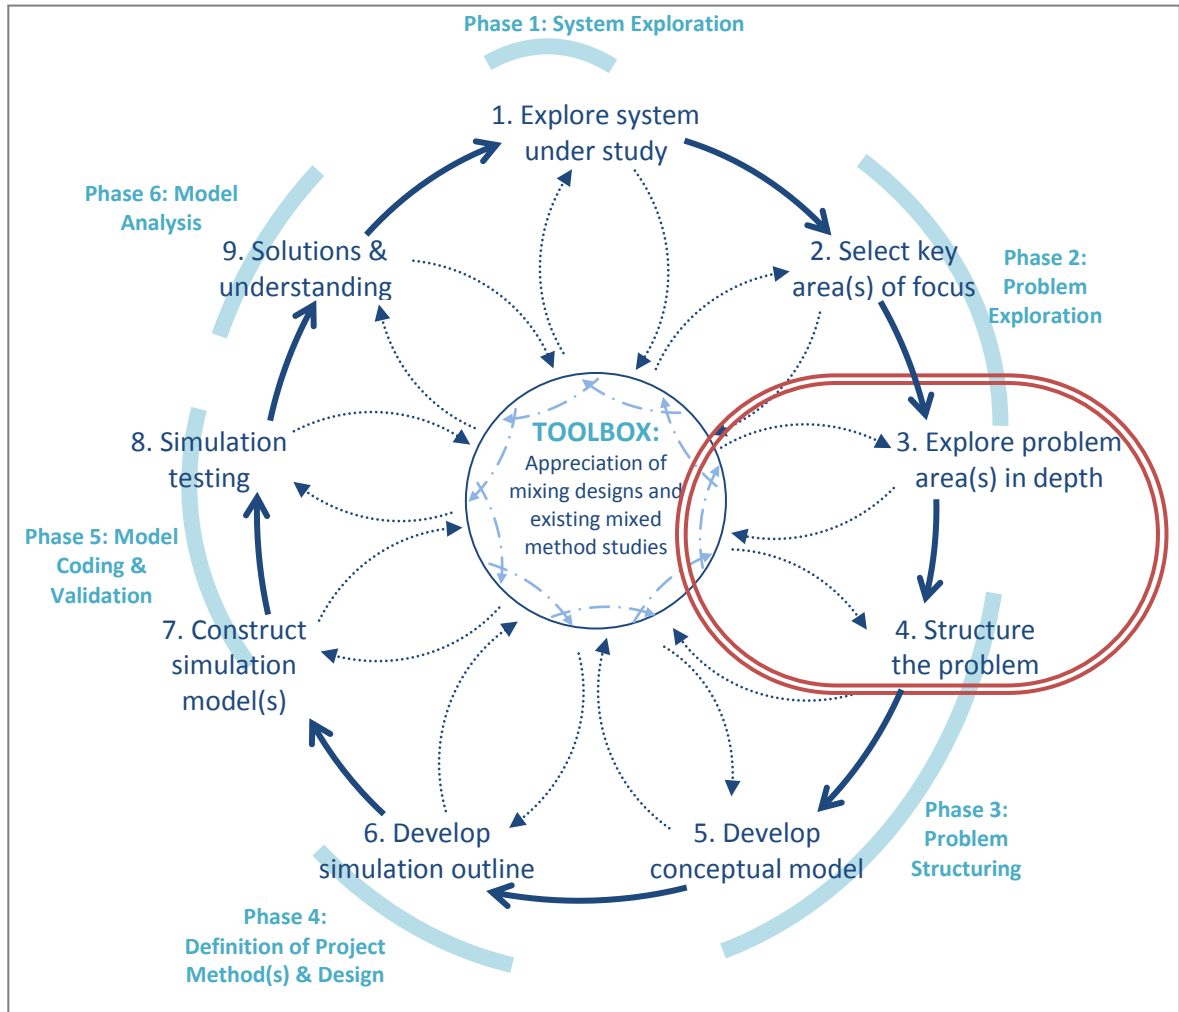 Phase 1: System Exploration
1. Explore system
under study
Phase 6: Model
Analysis
9. Solutions &
understanding
2. Select key
area(s) of focus
Phase 2:
Problem
Exploration
TOOLBOX:
Appreciation of
mixing designs and
existing mixed
method studies
8. Simulation
testing
3. Explore problem
area(s) in depth
Phase 5: Model
Coding &
Validation
7. Construct
simulation
model(s)
4. Structure
the problem
6. Develop
simulation outline
5. Develop
conceptual model
Phase 3:
Problem
Structuring
Phase 4:
Definition of Project
Method(s) & Design